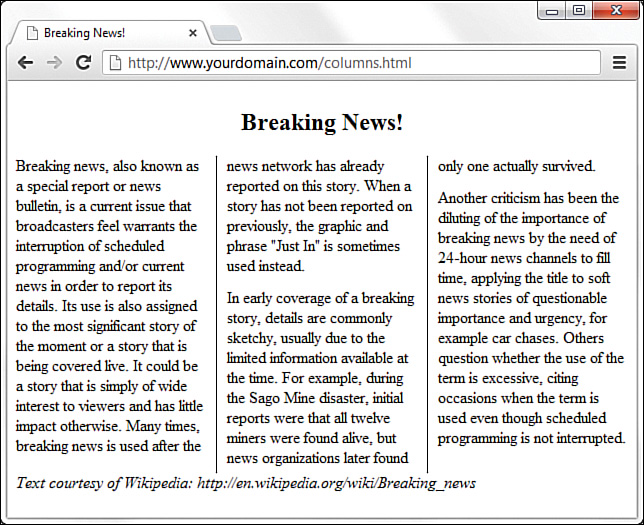 Breaking News!
http://www.yourdomain.com/columns.html
Breaking News!
Breaking news, also known as
a special report or news
bulletin, is a current issue that
broadcasters feel warrants the
interruption of scheduled
programming and/or current
news in order to report its
details. Its use is also assigned
to the most significant story of
the moment or a story that is
being covered live. It could be
a story that is simply of wide
interest to viewers and has little
impact otherwise. Many times,
breaking news is used after the
news network has already
reported on this story. When a
story has not been reported on
previously, the graphic and
phrase "Just In" is sometimes
used instead.
In early coverage of a breaking
story, details are commonly
sketchy, usually due to the
limited information available at
the time. For example, during
the Sago Mine disaster, initial
reports were that all twelve
miners were found alive, but
news organizations later found
only one actually survived.
Another criticism has been the
diluting of the importance of
breaking news by the need of
24-hour news channels to fill
time, applying the title to soft
news stories of questionable
importance and urgency, for
example car chases. Others
question whether the use of the
term is excessive, citing
occasions when the term is
used even though scheduled
programming is not interrupted.
Text courtesy of Wikipedia: http://en.wikipedia.org/wiki/Breaking_news